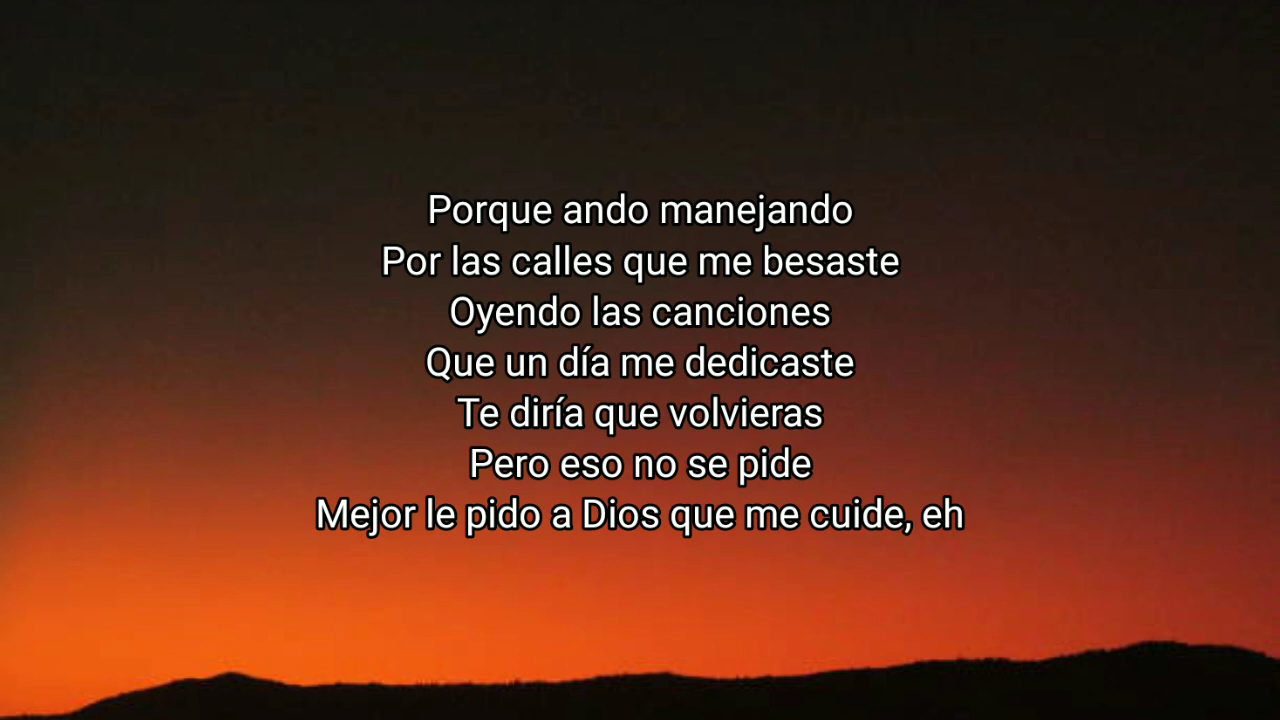 Porque ando manejando
Por las calles que me besaste
Oyendo las canciones
Que un día me dedicaste
Te diría que volvieras
Pero eso no se pide
Mejor le pido a Dios que me cuide, eh